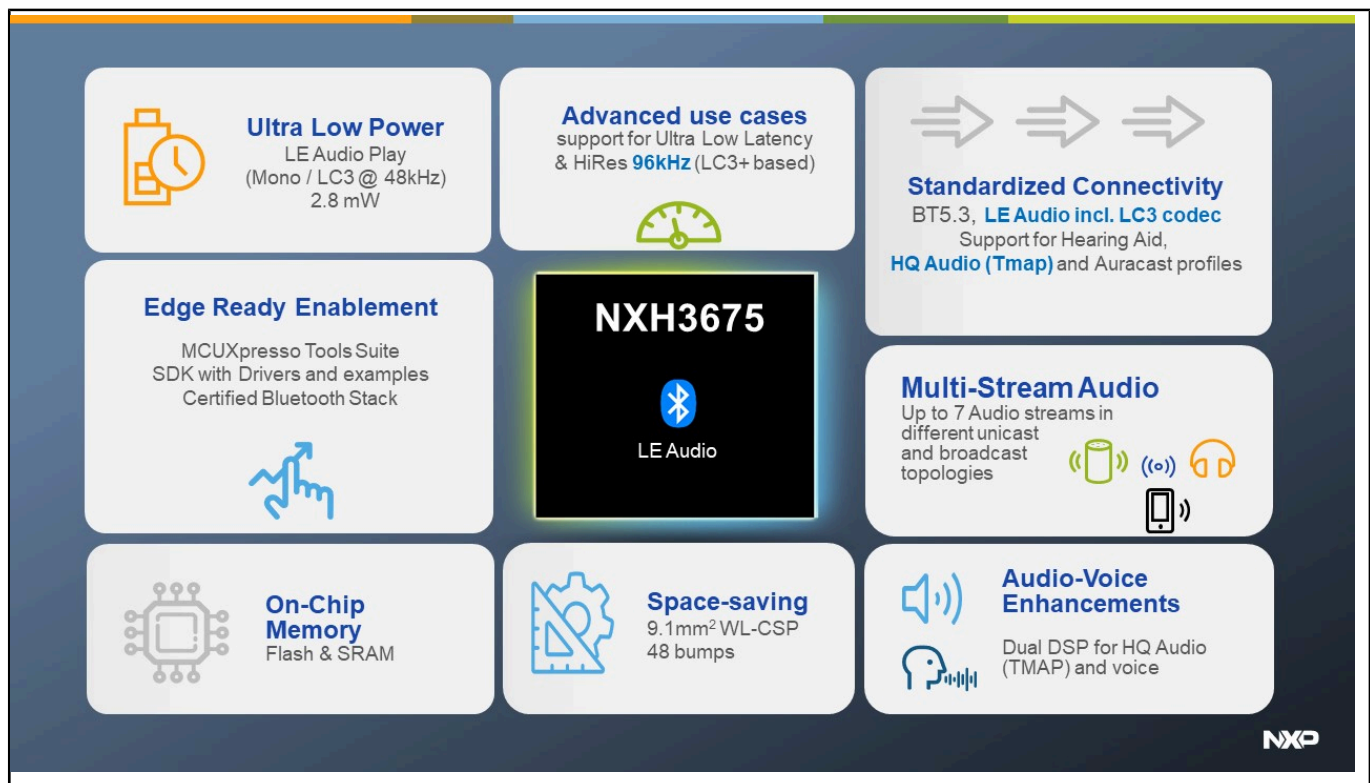 Ultra Low Power
LE Audio Play
(Mono / LC3 @ 48kHz)
2.8 mW
Advanced use cases
support for Ultra Low Latency
& HiRes 96kHz (LC3+ based)
Standardized Connectivity
BT5.3, LE Audio incl. LC3 codec
Support for Hearing Aid,
HQ Audio (Tmap) and Auracast profiles
Edge Ready Enablement
MCUXpresso Tools Suite
SDK with Drivers and examples
Certified Bluetooth Stack
NXH3675
LE Audio
Multi-Stream Audio
Up to 7 Audio streams in
different unicast
and broadcast
topologies
On-Chip
Memory
Flash & SRAM
Space-saving
9.1mm² WL-CSP
48 bumps
Audio-Voice
Enhancements
Dual DSP for HQ Audio
(TMAP) and voice
NXP